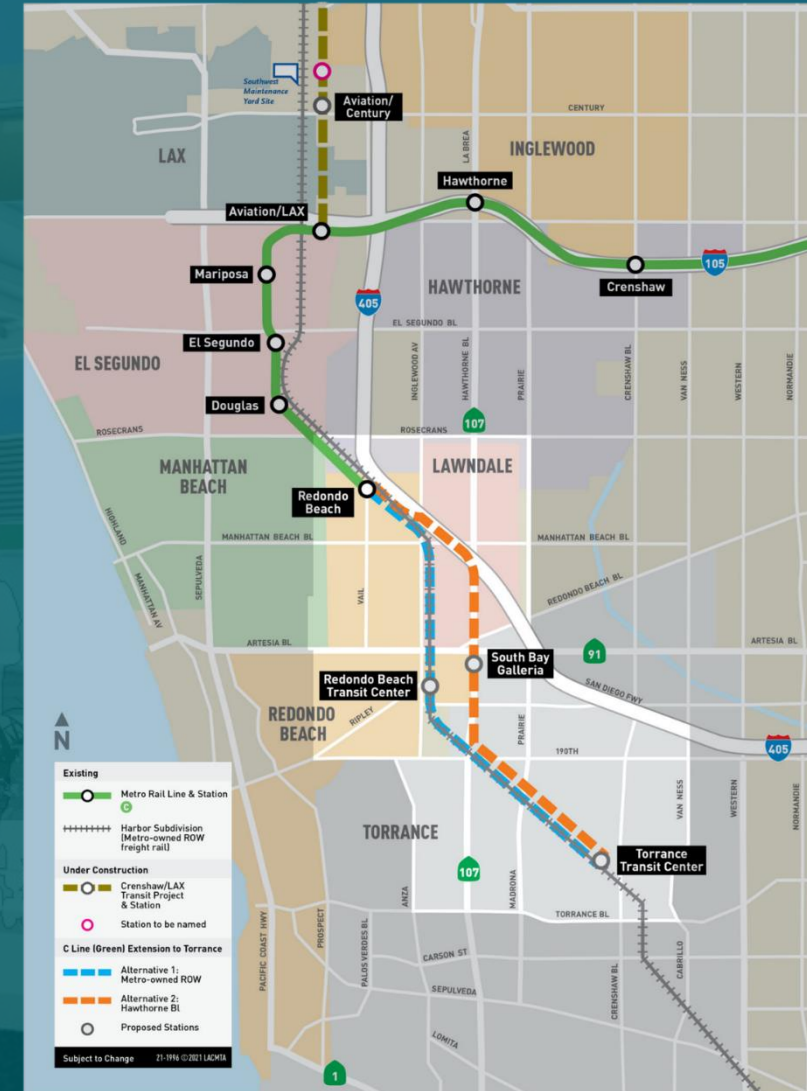 Southwest
Maintenance
Yard Site
Aviation/
Century
CENTURY
LA BREA
LAX
INGLEWOOD
Hawthorne
Aviation/LAX
Mariposa
405
HAWTHORNE
Crenshaw
105
EL SEGUNDO BL
El Segundo
EL SEGUNDO
INGLEWOOD AV
HAWTHORNE BL
PRAIRIE
CRENSHAW BL
VAN NESS
WESTERN
NORMANDIE
Douglas
107
ROSECRANS
ROSECRANS
MANHATTAN
BEACH
LAWNDALE
Redondo
Beach
HIGHLAND
MANHATTAN AV
SEPULVEDA
MANHATTAN BEACH BL
MANHATTAN BEACH BL
VAIL
REDONDO BEACH BL
ARTESIA BL
91
ARTESIA BL
South Bay
Galleria
Redondo Beach
Transit Center
SAN DIEGO FWY
REDONDO
BEACH
RIPLEY
PRAIRIE
190TH
405
N
VAN NESS
WESTERN
NORMANDIE
Existing
Metro Rail Line & Station
C
Harbor Subdivision
(Metro-owned ROW
freight rail)
Under Construction
Crenshaw/LAX
Transit Project
& Station
Station to be named
C Line (Green) Extension to Torrance
Alternative 1:
Metro-owned ROW
Alternative 2:
Hawthorne Bl
Proposed Stations
Subject to Change 21-1996 ©2021 LACMTA
TORRANCE
Torrance
Transit Center
107
ANZA
MADRONA
TORRANCE BL
PACIFIC COAST HWY
PROSPECT
PALOS VERDES BL
CARSON ST
SEPULVEDA
CRENSHAW BL
CABRILLO
LOMITA
1